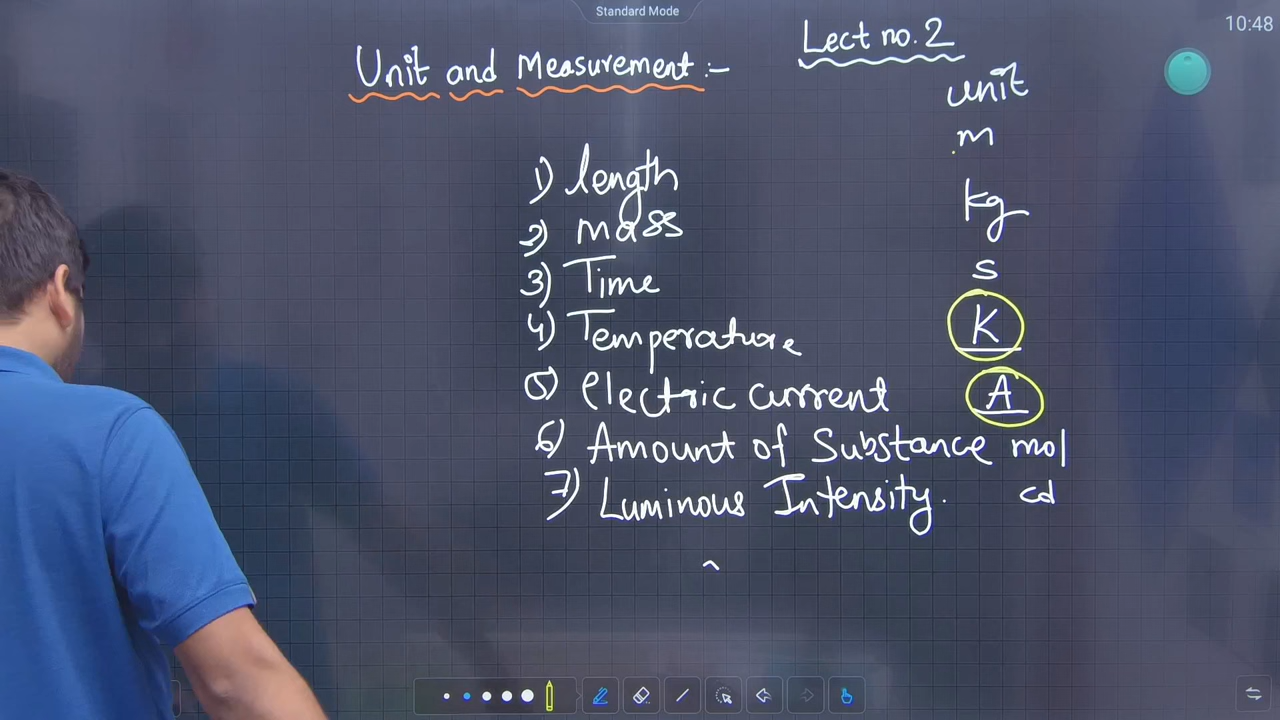 Standard Mode
10:48
Lect no. 2
Unit and Measurement :-
unit
1) length m
2) mass kg
3) Time s
4) Temperature K
5) Electric current A
6) Amount of Substance mol
7) Luminous Intensity. cd